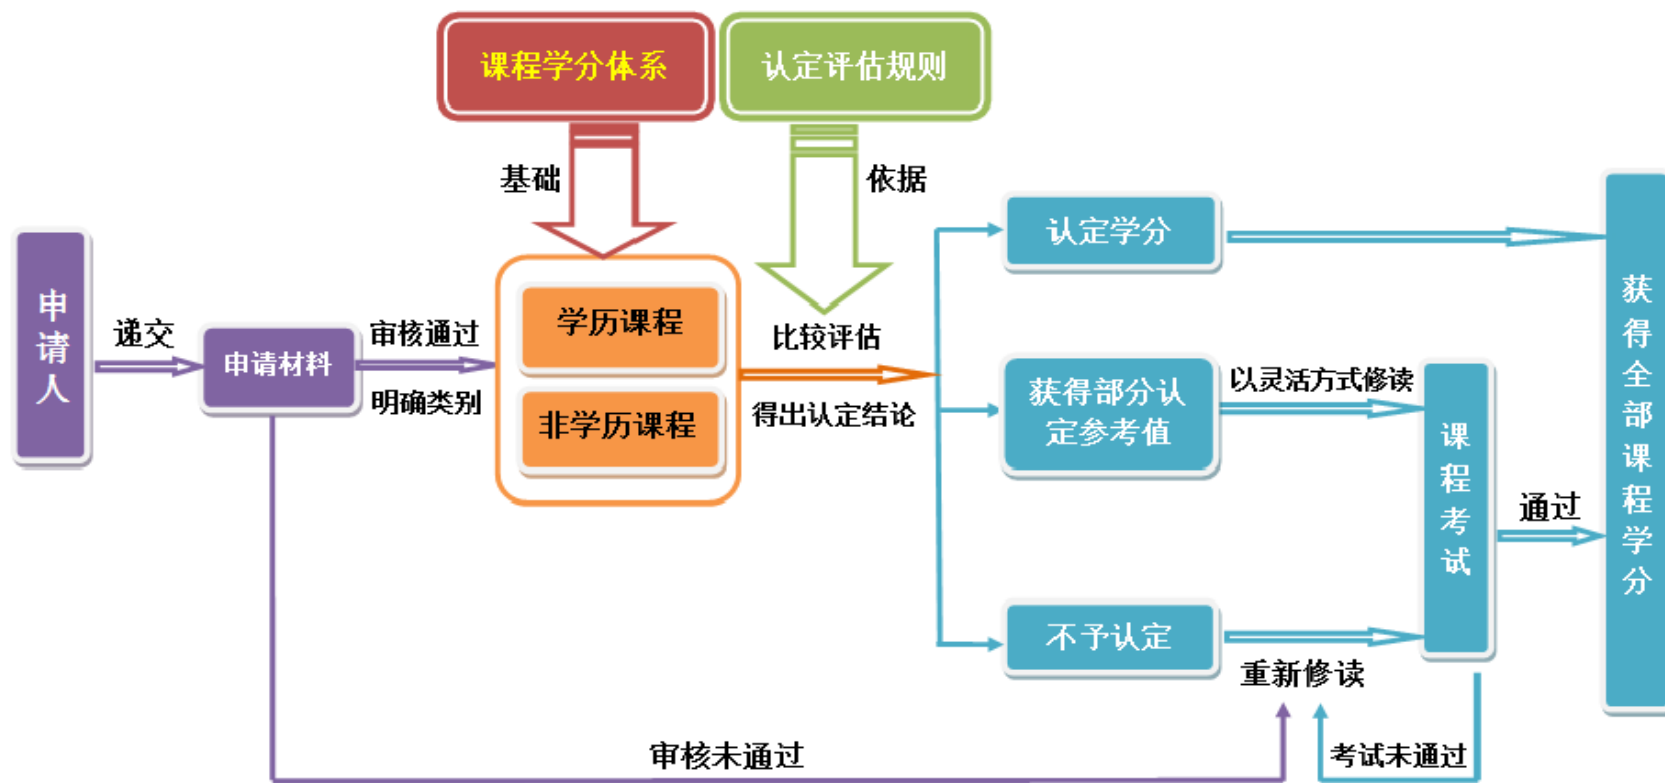 课程学分体系
认定评估规则
基础
依据
申请人
递交
申请材料
审核通过
明确类别
学历课程
非学历课程
比较评估
得出认定结论
认定学分
获得部分认
定参考值
不予认定
以灵活方式修读
重新修读
课程考试
通过
获得全部课程学分
审核未通过
考试未通过